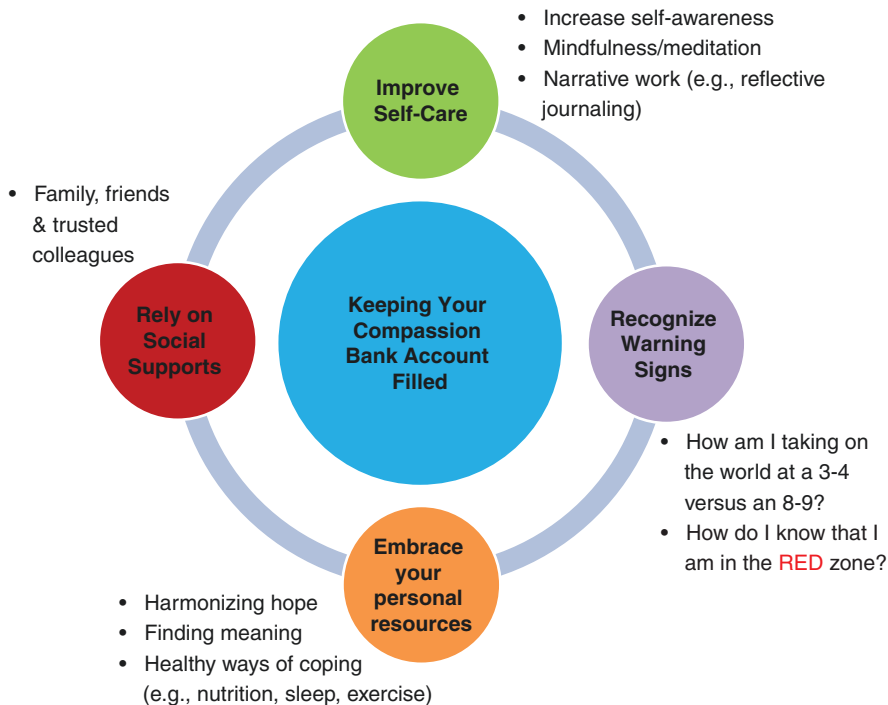 Improve
Self-Care
• Increase self-awareness
• Mindfulness/meditation
• Narrative work (e.g., reflective
journaling)
• Family, friends
& trusted
colleagues
Rely on
Social
Supports
Keeping Your
Compassion
Bank Account
Filled
Recognize
Warning
Signs
• How am I taking on
the world at a 3-4
versus an 8-9?
• How do I know that I
am in the RED zone?
Embrace
your
personal
resources
• Harmonizing hope
• Finding meaning
• Healthy ways of coping
(e.g., nutrition, sleep, exercise)